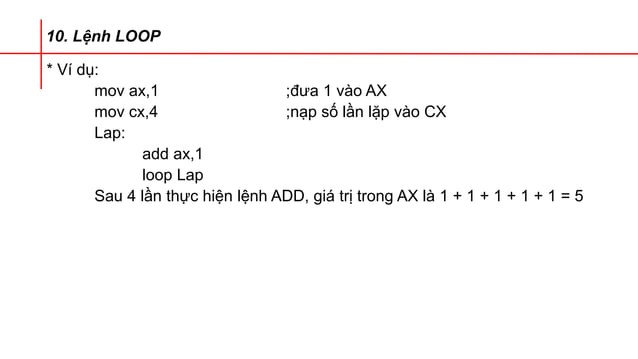 10. Lệnh LOOP
* Ví dụ:
mov ax,1 ;đưa 1 vào AX
mov cx,4 ;nạp số lần lặp vào CX
Lap:
add ax,1
loop Lap
Sau 4 lần thực hiện lệnh ADD, giá trị trong AX là 1 + 1 + 1 + 1 + 1 = 5